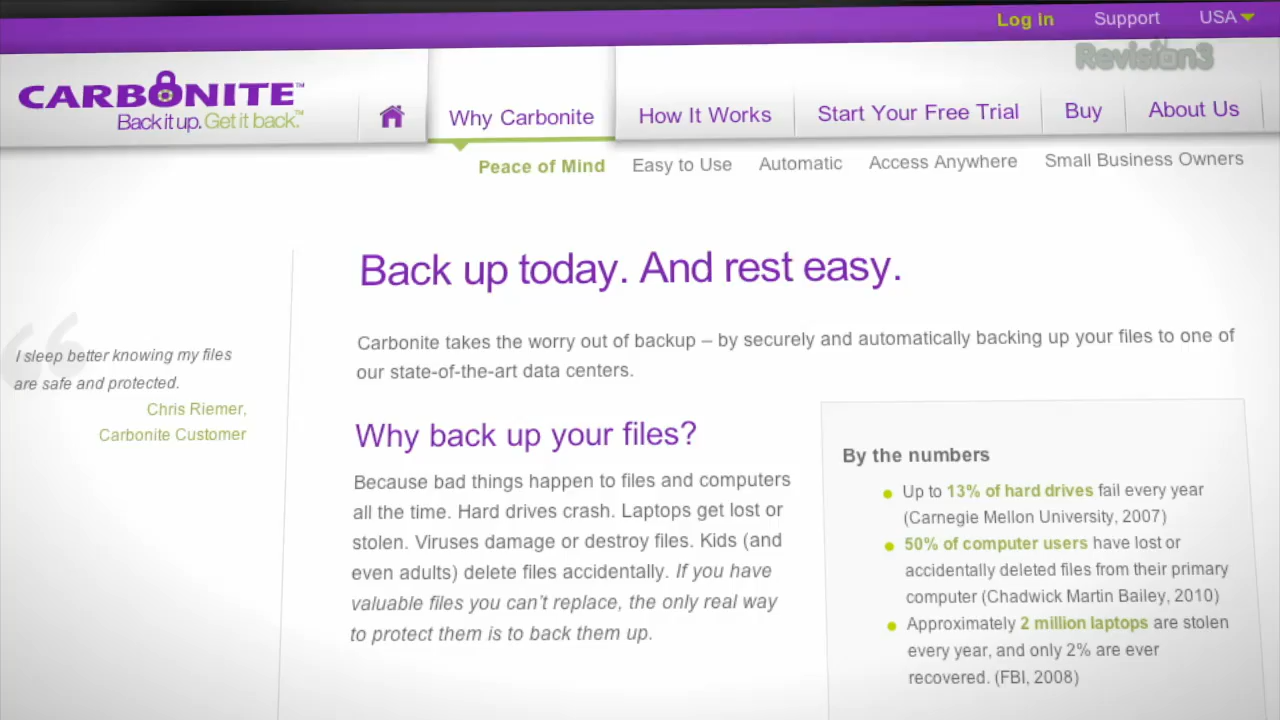 Log in Support USA
Revision3
CARBONITE™
Back it up. Get it back.™
Why Carbonite How It Works Start Your Free Trial Buy About Us
Peace of Mind Easy to Use Automatic Access Anywhere Small Business Owners
Back up today. And rest easy.
Carbonite takes the worry out of backup – by securely and automatically backing up your files to one of
our state-of-the-art data centers.
“
I sleep better knowing my files
are safe and protected.
Chris Riemer,
Carbonite Customer
Why back up your files?
Because bad things happen to files and computers
all the time. Hard drives crash. Laptops get lost or
stolen. Viruses damage or destroy files. Kids (and
even adults) delete files accidentally. If you have
valuable files you can't replace, the only real way
to protect them is to back them up.
By the numbers
Up to 13% of hard drives fail every year
(Carnegie Mellon University, 2007)
50% of computer users have lost or
accidentally deleted files from their primary
computer (Chadwick Martin Bailey, 2010)
Approximately 2 million laptops are stolen
every year, and only 2% are ever
recovered. (FBI, 2008)